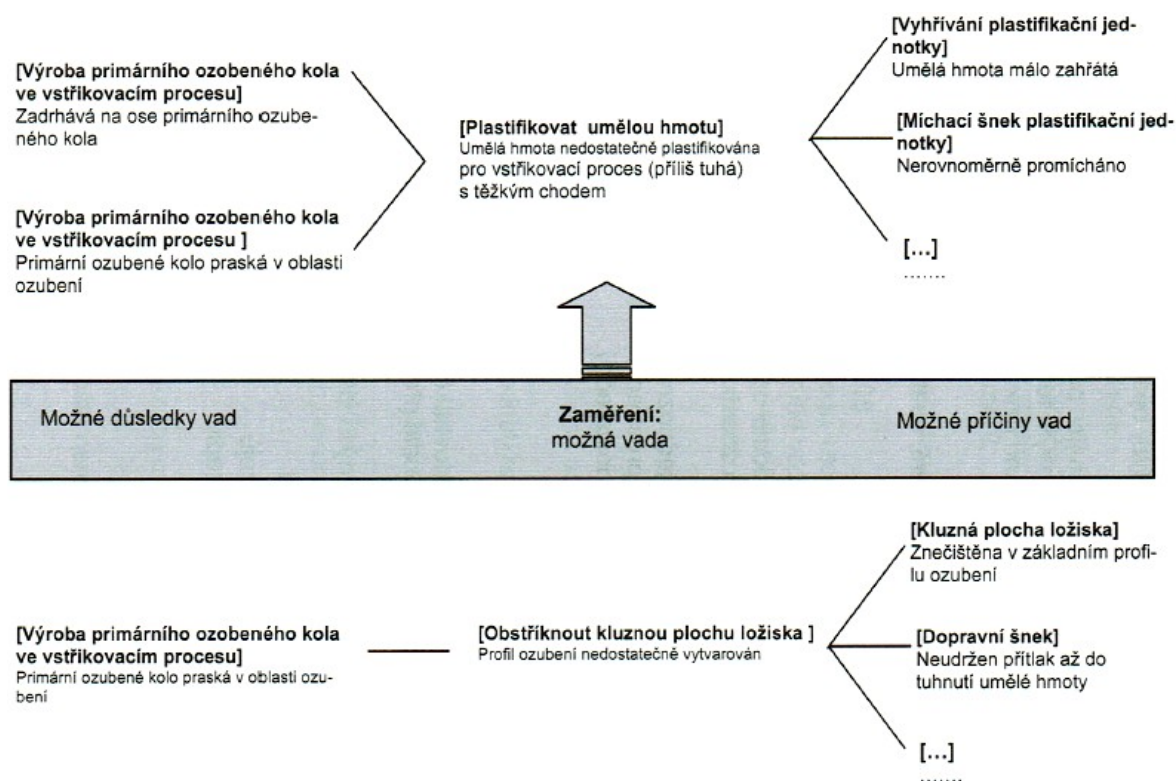 [Výroba primárního ozobeného kola
ve vstřikovacím procesu]
Zadrhává na ose primárního ozube-
ného kola
[Výroba primárního ozobeného kola
ve vstřikovacím procesu ]
Primární ozubené kolo praská v oblasti
ozubení
[Plastifikovat umělou hmotu]
Umělá hmota nedostatečně plastifikována
pro vstřikovací proces (příliš tuhá)
s těžkým chodem
[Vyhřívání plastifikační jed-
notky]
Umělá hmota málo zahřátá
[Míchací šnek plastifikační jed-
notky]
Nerovnoměrně promícháno
[...]
.......
Možné důsledky vad
Zaměření:
možná vada
Možné příčiny vad
[Výroba primárního ozobeného kola
ve vstřikovacím procesu]
Primární ozubené kolo praská v oblasti ozu-
bení
[Obstříknout kluznou plochu ložiska ]
Profil ozubení nedostatečně vytvarován
[Kluzná plocha ložiska]
Znečištěna v základním profi-
lu ozubení
[Dopravní šnek]
Neudržen přítlak až do
tuhnutí umělé hmoty
[...]
.......